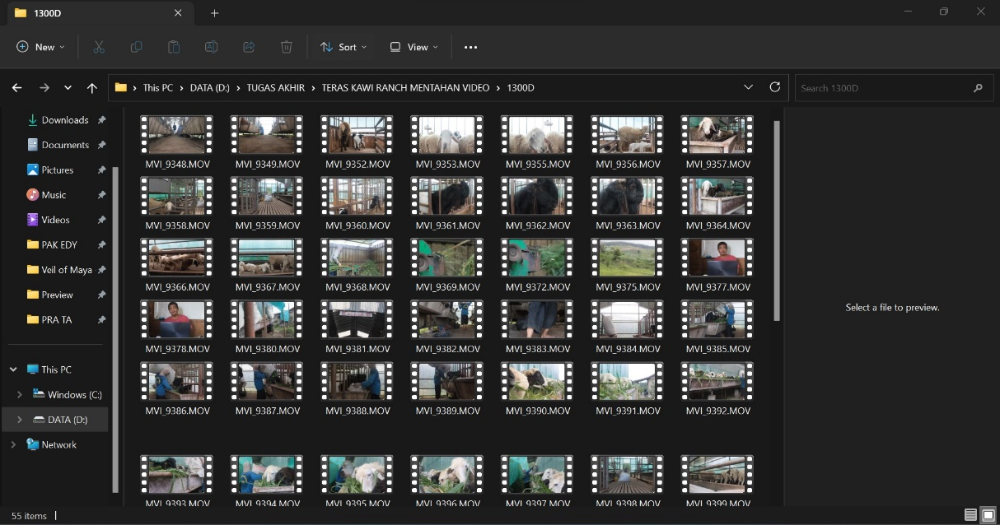 1300D
New
Sort
View
This PC > DATA (D:) > TUGAS AKHIR > TERAS KAWI RANCH MENTAHAN VIDEO > 1300D
Search 1300D
Downloads
Documents
Pictures
Music
Videos
PAK EDY
Veil of Maya
Preview
PRA TA
This PC
Windows (C:)
DATA (D:)
Network
MVI_9348.MOV MVI_9349.MOV MVI_9352.MOV MVI_9353.MOV MVI_9355.MOV MVI_9356.MOV MVI_9357.MOV
MVI_9358.MOV MVI_9359.MOV MVI_9360.MOV MVI_9361.MOV MVI_9362.MOV MVI_9363.MOV MVI_9364.MOV
MVI_9366.MOV MVI_9367.MOV MVI_9368.MOV MVI_9369.MOV MVI_9372.MOV MVI_9375.MOV MVI_9377.MOV
MVI_9378.MOV MVI_9380.MOV MVI_9381.MOV MVI_9382.MOV MVI_9383.MOV MVI_9384.MOV MVI_9385.MOV
MVI_9386.MOV MVI_9387.MOV MVI_9388.MOV MVI_9389.MOV MVI_9390.MOV MVI_9391.MOV MVI_9392.MOV
MVI_9393.MOV MVI_9394.MOV MVI_9395.MOV MVI_9396.MOV MVI_9397.MOV MVI_9398.MOV MVI_9399.MOV
Select a file to preview.
55 items